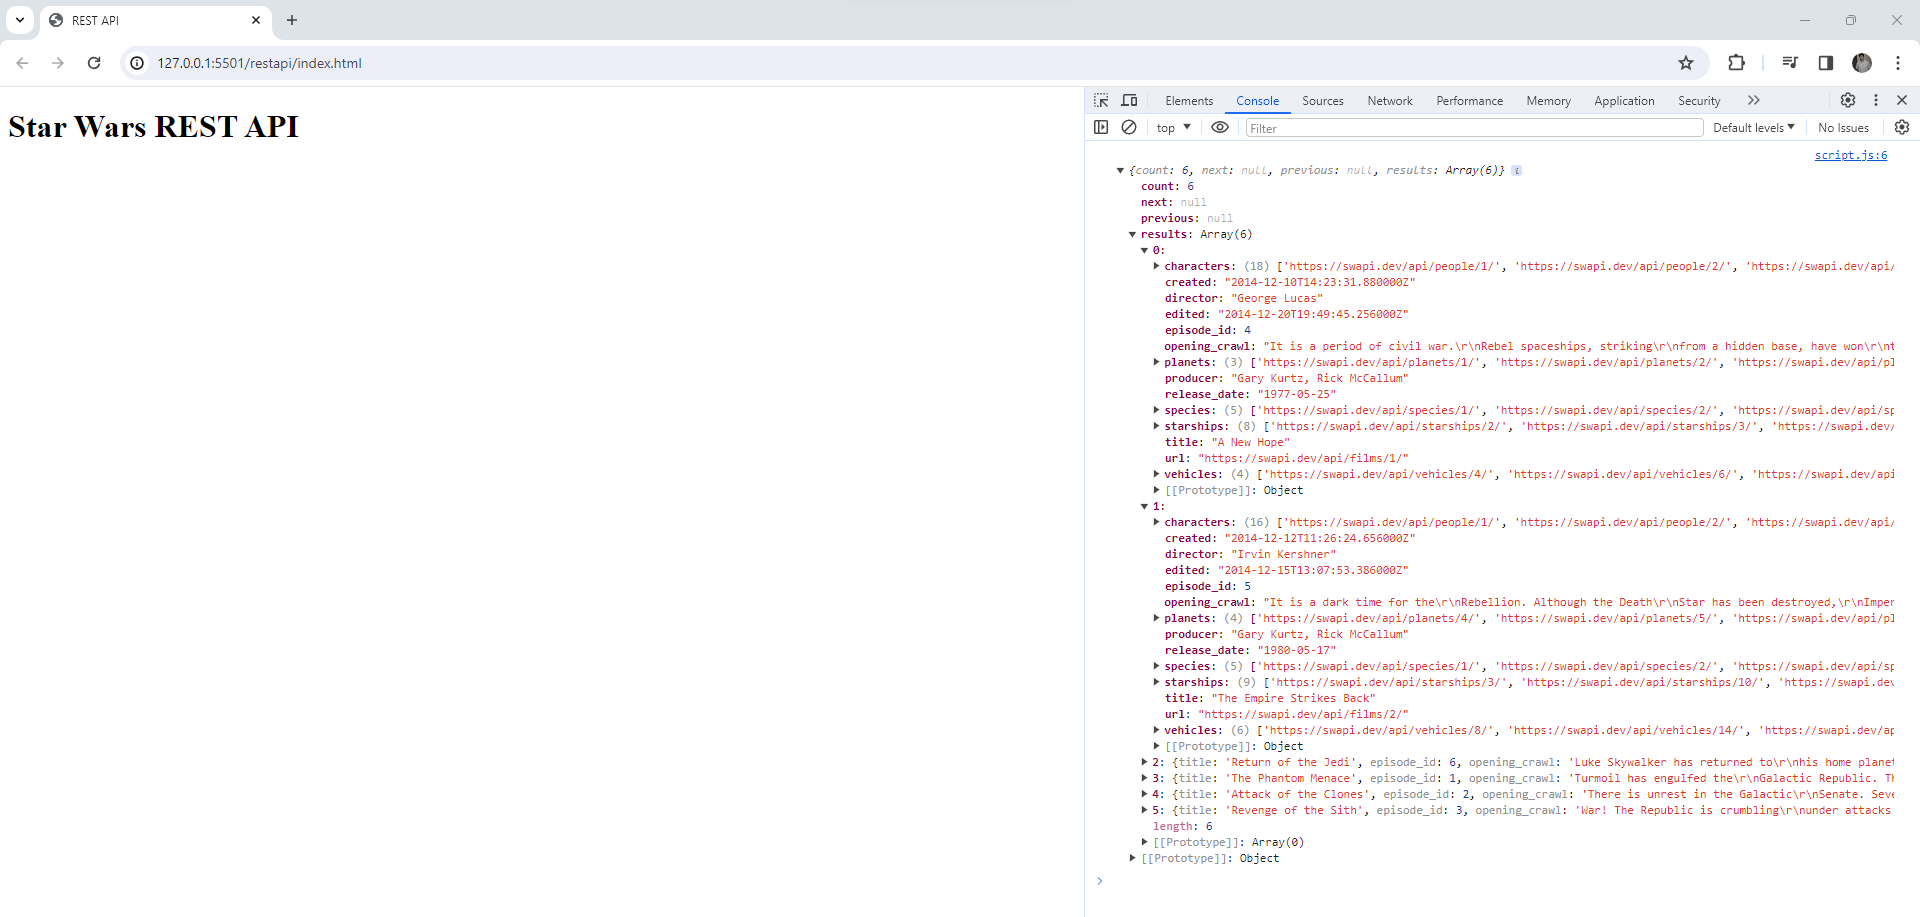 REST API
127.0.0.1:5501/restapi/index.html
Star Wars REST API
Elements Console Sources Network Performance Memory Application Security
top Filter Default levels No Issues
script.js:6
{count: 6, next: null, previous: null, results: Array(6)} i
count: 6
next: null
previous: null
results: Array(6)
0:
characters: (18) ['https://swapi.dev/api/people/1/', 'https://swapi.dev/api/people/2/', 'https://swapi.dev/api/
created: "2014-12-10T14:23:31.880000Z"
director: "George Lucas"
edited: "2014-12-20T19:49:45.256000Z"
episode_id: 4
opening_crawl: "It is a period of civil war.\r\nRebel spaceships, striking\r\nfrom a hidden base, have won\r\nt
planets: (3) ['https://swapi.dev/api/planets/1/', 'https://swapi.dev/api/planets/2/', 'https://swapi.dev/api/pl
producer: "Gary Kurtz, Rick McCallum"
release_date: "1977-05-25"
species: (5) ['https://swapi.dev/api/species/1/', 'https://swapi.dev/api/species/2/', 'https://swapi.dev/api/sp
starships: (8) ['https://swapi.dev/api/starships/2/', 'https://swapi.dev/api/starships/3/', 'https://swapi.dev/
title: "A New Hope"
url: "https://swapi.dev/api/films/1/"
vehicles: (4) ['https://swapi.dev/api/vehicles/4/', 'https://swapi.dev/api/vehicles/6/', 'https://swapi.dev/api
[[Prototype]]: Object
1:
characters: (16) ['https://swapi.dev/api/people/1/', 'https://swapi.dev/api/people/2/', 'https://swapi.dev/api/
created: "2014-12-12T11:26:24.656000Z"
director: "Irvin Kershner"
edited: "2014-12-15T13:07:53.386000Z"
episode_id: 5
opening_crawl: "It is a dark time for the\r\nRebellion. Although the Death\r\nStar has been destroyed,\r\nImper
planets: (4) ['https://swapi.dev/api/planets/4/', 'https://swapi.dev/api/planets/5/', 'https://swapi.dev/api/pl
producer: "Gary Kurtz, Rick McCallum"
release_date: "1980-05-17"
species: (5) ['https://swapi.dev/api/species/1/', 'https://swapi.dev/api/species/2/', 'https://swapi.dev/api/sp
starships: (9) ['https://swapi.dev/api/starships/3/', 'https://swapi.dev/api/starships/10/', 'https://swapi.dev
title: "The Empire Strikes Back"
url: "https://swapi.dev/api/films/2/"
vehicles: (6) ['https://swapi.dev/api/vehicles/8/', 'https://swapi.dev/api/vehicles/14/', 'https://swapi.dev/ap
[[Prototype]]: Object
2: {title: 'Return of the Jedi', episode_id: 6, opening_crawl: 'Luke Skywalker has returned to\r\nhis home planet
3: {title: 'The Phantom Menace', episode_id: 1, opening_crawl: 'Turmoil has engulfed the\r\nGalactic Republic. Th
4: {title: 'Attack of the Clones', episode_id: 2, opening_crawl: 'There is unrest in the Galactic\r\nSenate. Seve
5: {title: 'Revenge of the Sith', episode_id: 3, opening_crawl: 'War! The Republic is crumbling\r\nunder attacks
length: 6
[[Prototype]]: Array(0)
[[Prototype]]: Object